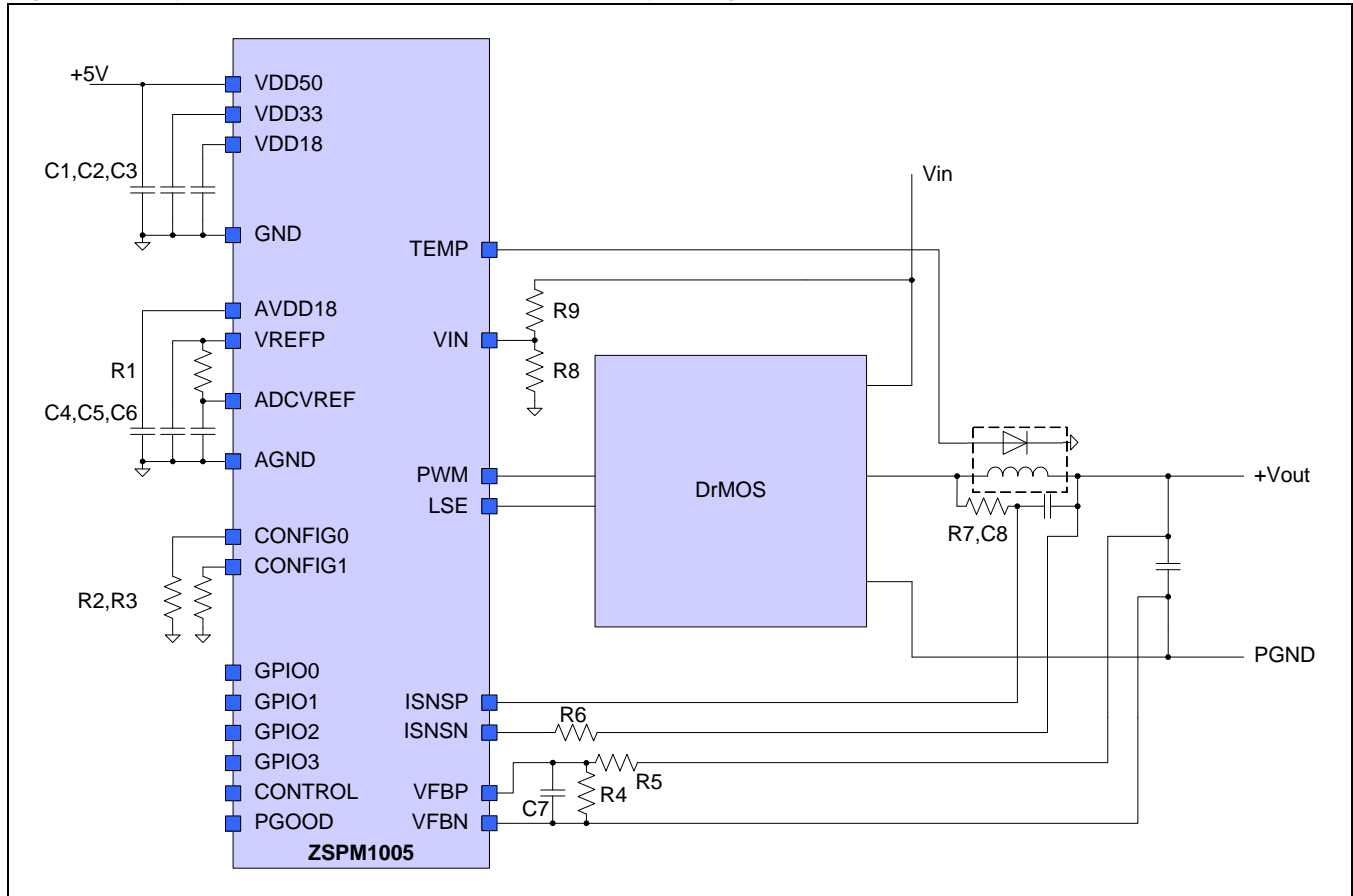 +5V
VDD50
VDD33
VDD18
C1,C2,C3
GND
AVDD18
VREFP
R1
ADCVREF
C4,C5,C6
AGND
CONFIG0
CONFIG1
R2,R3
GPIO0
GPIO1
GPIO2
GPIO3
CONTROL
PGOOD
TEMP
VIN
PWM
LSE
ISNSP
ISNSN
VFBP
VFBN
ZSPM1005
R9
R8
Vin
DrMOS
R7,C8
+Vout
PGND
R6
R5
C7
R4